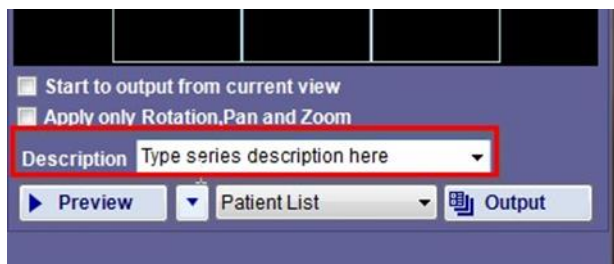 Start to output from current view
Apply only Rotation,Pan and Zoom
Description Type series description here
Preview Patient List Output